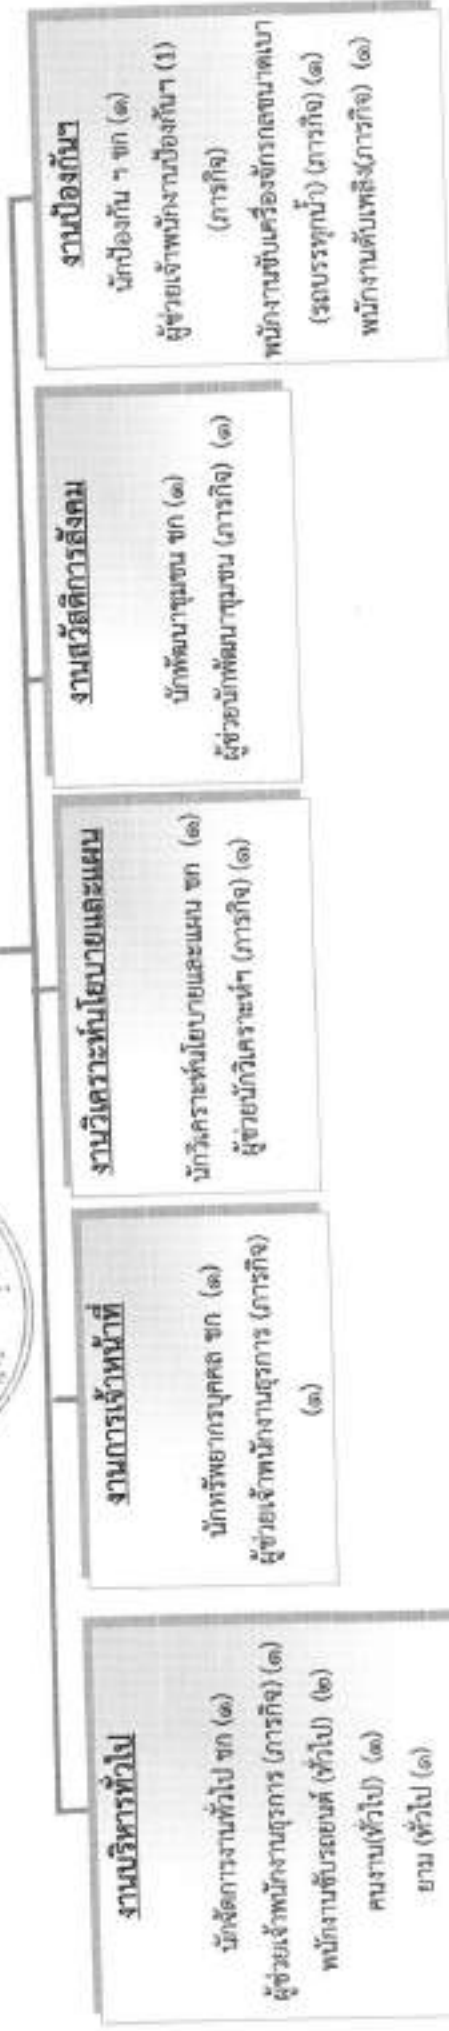 งานบริหารทั่วไป
นักจัดการงานทั่วไป ชก (๑)
ผู้ช่วยเจ้าพนักงานธุรการ (ภารกิจ) (๑)
พนักงานขับรถยนต์ (ทั่วไป) (๒)
คนงาน(ทั่วไป) (๑)
ยาม (ทั่วไป (๑)
งานการเจ้าหน้าที่
นักทรัพยากรบุคคล ชก (๑)
ผู้ช่วยเจ้าพนักงานธุรการ (ภารกิจ)
(๑)
งานวิเคราะห์นโยบายและแผน
นักวิเคราะห์นโยบายและแผน ชก (๑)
ผู้ช่วยนักวิเคราะห์ฯ (ภารกิจ) (๑)
งานสวัสดิการสังคม
นักพัฒนาชุมชน ชก (๑)
ผู้ช่วยนักพัฒนาชุมชน (ภารกิจ) (๑)
งานป้องกันฯ
นักป้องกัน ฯ ชก (๑)
ผู้ช่วยเจ้าพนักงานป้องกันฯ (1)
(ภารกิจ)
พนักงานขับเครื่องจักรกลขนาดเบา
(รถบรรทุกน้ำ) (ภารกิจ) (๑)
พนักงานดับเพลิง(ภารกิจ) (๑)